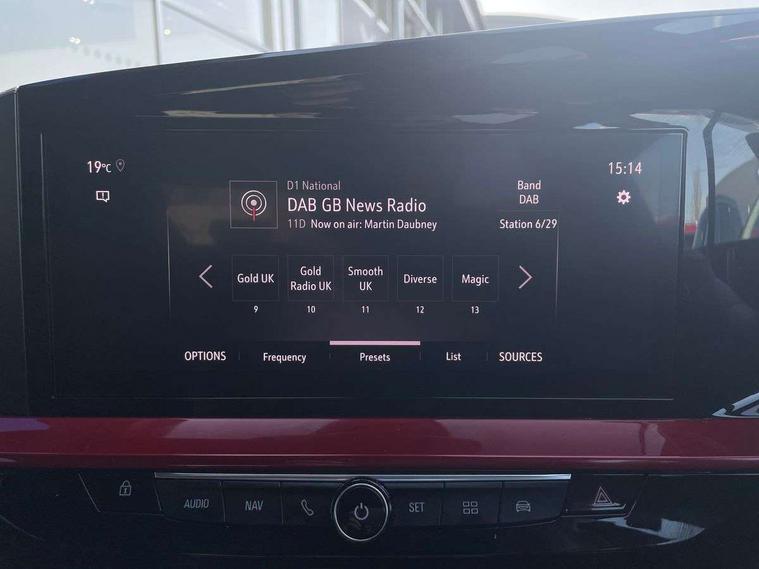 19°C
15:14
D1 National
DAB GB News Radio
11D Now on air: Martin Daubney
Band
DAB
Station 6/29
Gold UK
Gold
Radio UK
Smooth
UK
Diverse
Magic
9
10
11
12
13
OPTIONS
Frequency
Presets
List
SOURCES
AUDIO
NAV
SET